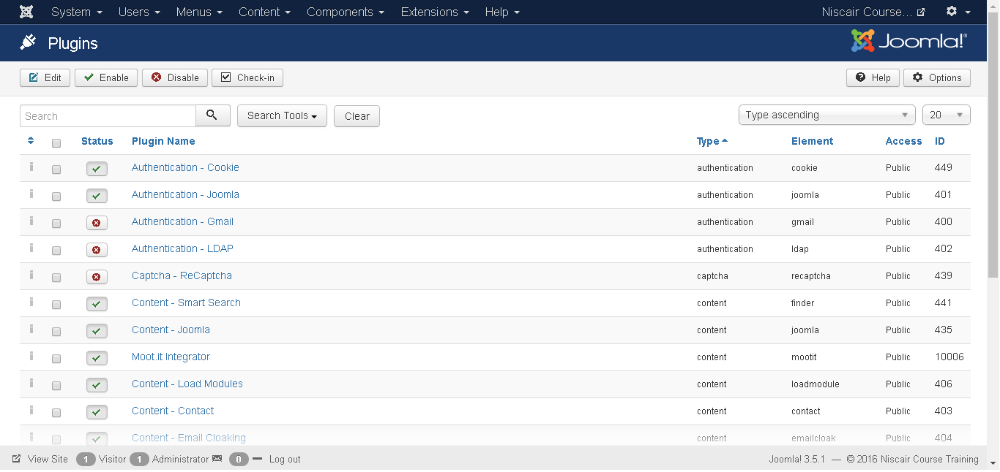 System Users Menus Content Components Extensions Help Niscair Course...
Plugins Joomla!®
Edit Enable Disable Check-in Help Options
Search Search Tools Clear Type ascending 20
Status Plugin Name Type Element Access ID
Authentication - Cookie authentication cookie Public 449
Authentication - Joomla authentication joomla Public 401
Authentication - Gmail authentication gmail Public 400
Authentication - LDAP authentication ldap Public 402
Captcha - ReCaptcha captcha recaptcha Public 439
Content - Smart Search content finder Public 441
Content - Joomla content joomla Public 435
Moot.it Integrator content mootit Public 10006
Content - Load Modules content loadmodule Public 406
Content - Contact content contact Public 403
Content - Email Cloaking content emailcloak Public 404
View Site 1 Visitor 1 Administrator 0 Log out Joomla! 3.5.1 — © 2016 Niscair Course Training